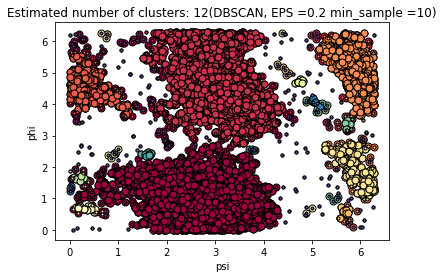 Estimated number of clusters: 12(DBSCAN, EPS =0.2 min_sample =10)
6
5
4
3
2
1
0
phi
0 1 2 3 4 5 6
psi